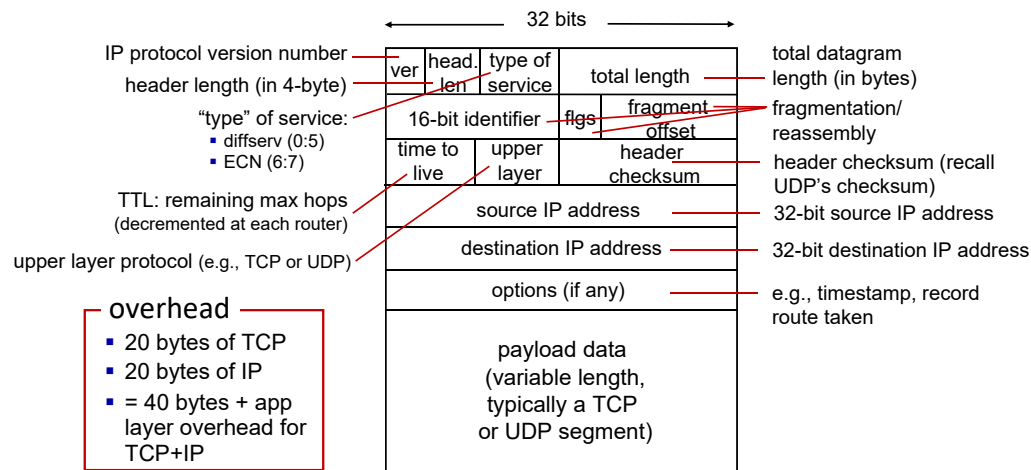 32 bits
IP protocol version number
header length (in 4-byte)
"type" of service:
diffserv (0:5)
ECN (6:7)
TTL: remaining max hops
(decremented at each router)
upper layer protocol (e.g., TCP or UDP)
ver
head.
len
type of
service
total length
16-bit identifier
flgs
fragment
offset
time to
live
upper
layer
header
checksum
source IP address
destination IP address
options (if any)
payload data
(variable length,
typically a TCP
or UDP segment)
total datagram
length (in bytes)
fragmentation/
reassembly
header checksum (recall
UDP's checksum)
32-bit source IP address
32-bit destination IP address
e.g., timestamp, record
route taken
overhead
20 bytes of TCP
20 bytes of IP
= 40 bytes + app
layer overhead for
TCP+IP